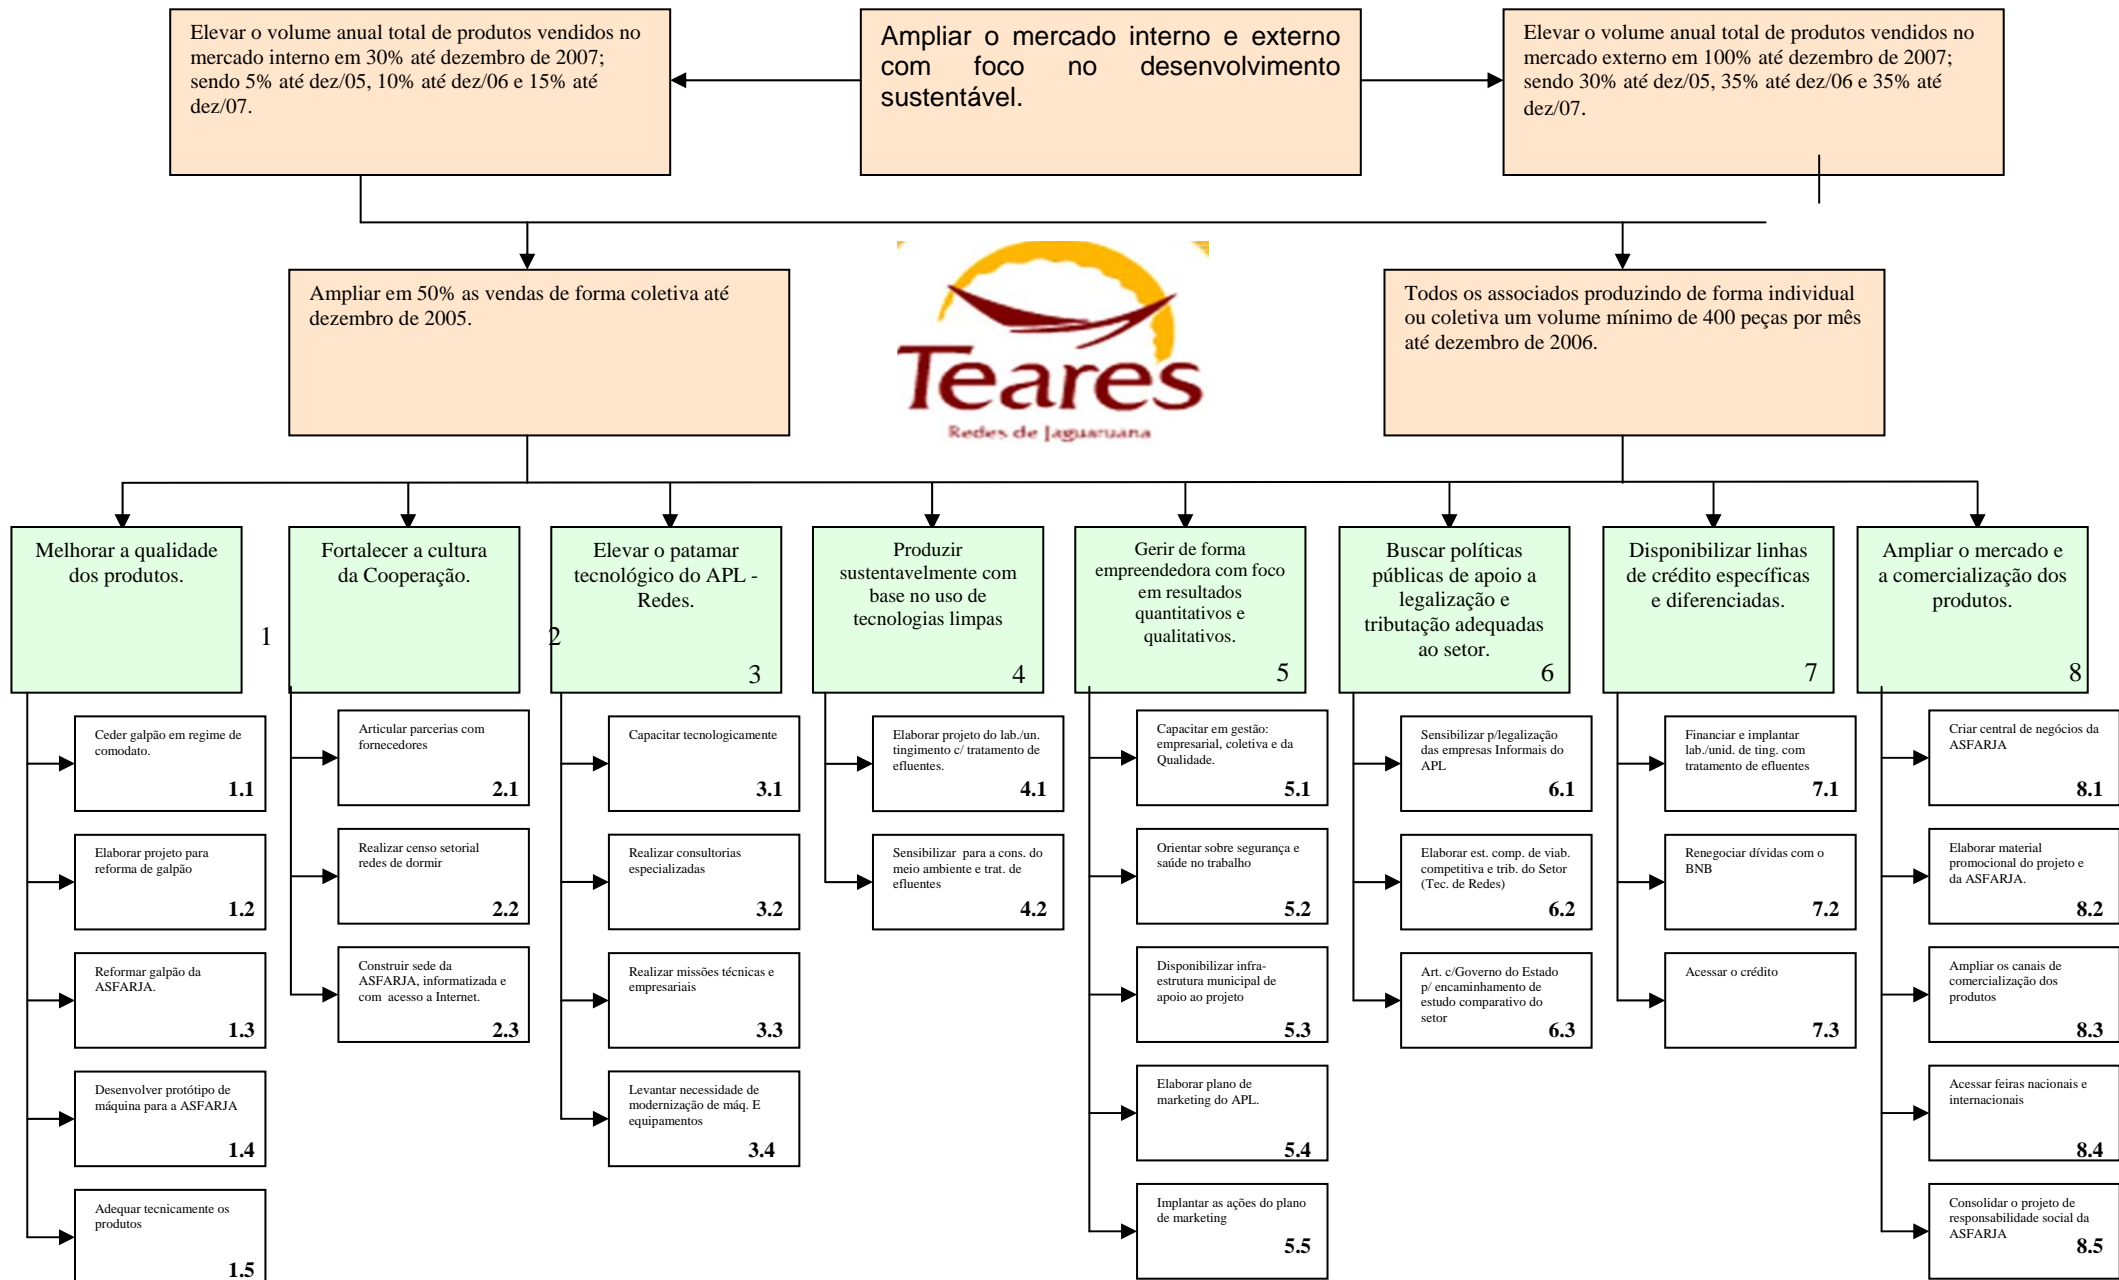 Elevar o volume anual total de produtos vendidos no
mercado interno em 30% até dezembro de 2007;
sendo 5% até dez/05, 10% até dez/06 e 15% até
dez/07.
Ampliar o mercado interno e externo
com foco no desenvolvimento
sustentável.
Elevar o volume anual total de produtos vendidos no
mercado externo em 100% até dezembro de 2007;
sendo 30% até dez/05, 35% até dez/06 e 35% até
dez/07.
Ampliar em 50% as vendas de forma coletiva até
dezembro de 2005.
Teares
Redes de Jaguaruana
Todos os associados produzindo de forma individual
ou coletiva um volume mínimo de 400 peças por mês
até dezembro de 2006.
Melhorar a qualidade
dos produtos.
1
Fortalecer a cultura
da Cooperação.
2
Elevar o patamar
tecnológico do APL -
Redes.
3
Produzir
sustentavelmente com
base no uso de
tecnologias limpas
4
Gerir de forma
empreendedora com foco
em resultados
quantitativos e
qualitativos.
5
Buscar políticas
públicas de apoio a
legalização e
tributação adequadas
ao setor.
6
Disponibilizar linhas
de crédito específicas
e diferenciadas.
7
Ampliar o mercado e
a comercialização dos
produtos.
8
Ceder galpão em regime de
comodato.
1.1
Elaborar projeto para
reforma de galpão
1.2
Reformar galpão da
ASFARJA.
1.3
Desenvolver protótipo de
máquina para a ASFARJA
1.4
Adequar tecnicamente os
produtos
1.5
Articular parcerias com
fornecedores
2.1
Realizar censo setorial
redes de dormir
2.2
Construir sede da
ASFARJA, informatizada e
com acesso a Internet.
2.3
Capacitar tecnologicamente
3.1
Realizar consultorias
especializadas
3.2
Realizar missões técnicas e
empresariais
3.3
Levantar necessidade de
modernização de máq. E
equipamentos
3.4
Elaborar projeto do lab./un.
tingimento c/ tratamento de
efluentes.
4.1
Sensibilizar para a cons. do
meio ambiente e trat. de
efluentes
4.2
Capacitar em gestão:
empresarial, coletiva e da
Qualidade.
5.1
Orientar sobre segurança e
saúde no trabalho
5.2
Disponibilizar infra-
estrutura municipal de
apoio ao projeto
5.3
Elaborar plano de
marketing do APL.
5.4
Implantar as ações do plano
de marketing
5.5
Sensibilizar p/legalização
das empresas Informais do
APL
6.1
Elaborar est. comp. de viab.
competitiva e trib. do Setor
(Tec. de Redes)
6.2
Art. c/Governo do Estado
p/ encaminhamento de
estudo comparativo do
setor
6.3
Financiar e implantar
lab./unid. de ting. com
tratamento de efluentes
7.1
Renegociar dívidas com o
BNB
7.2
Acessar o crédito
7.3
Criar central de negócios da
ASFARJA
8.1
Elaborar material
promocional do projeto e
da ASFARJA.
8.2
Ampliar os canais de
comercialização dos
produtos
8.3
Acessar feiras nacionais e
internacionais
8.4
Consolidar o projeto de
responsabilidade social da
ASFARJA
8.5